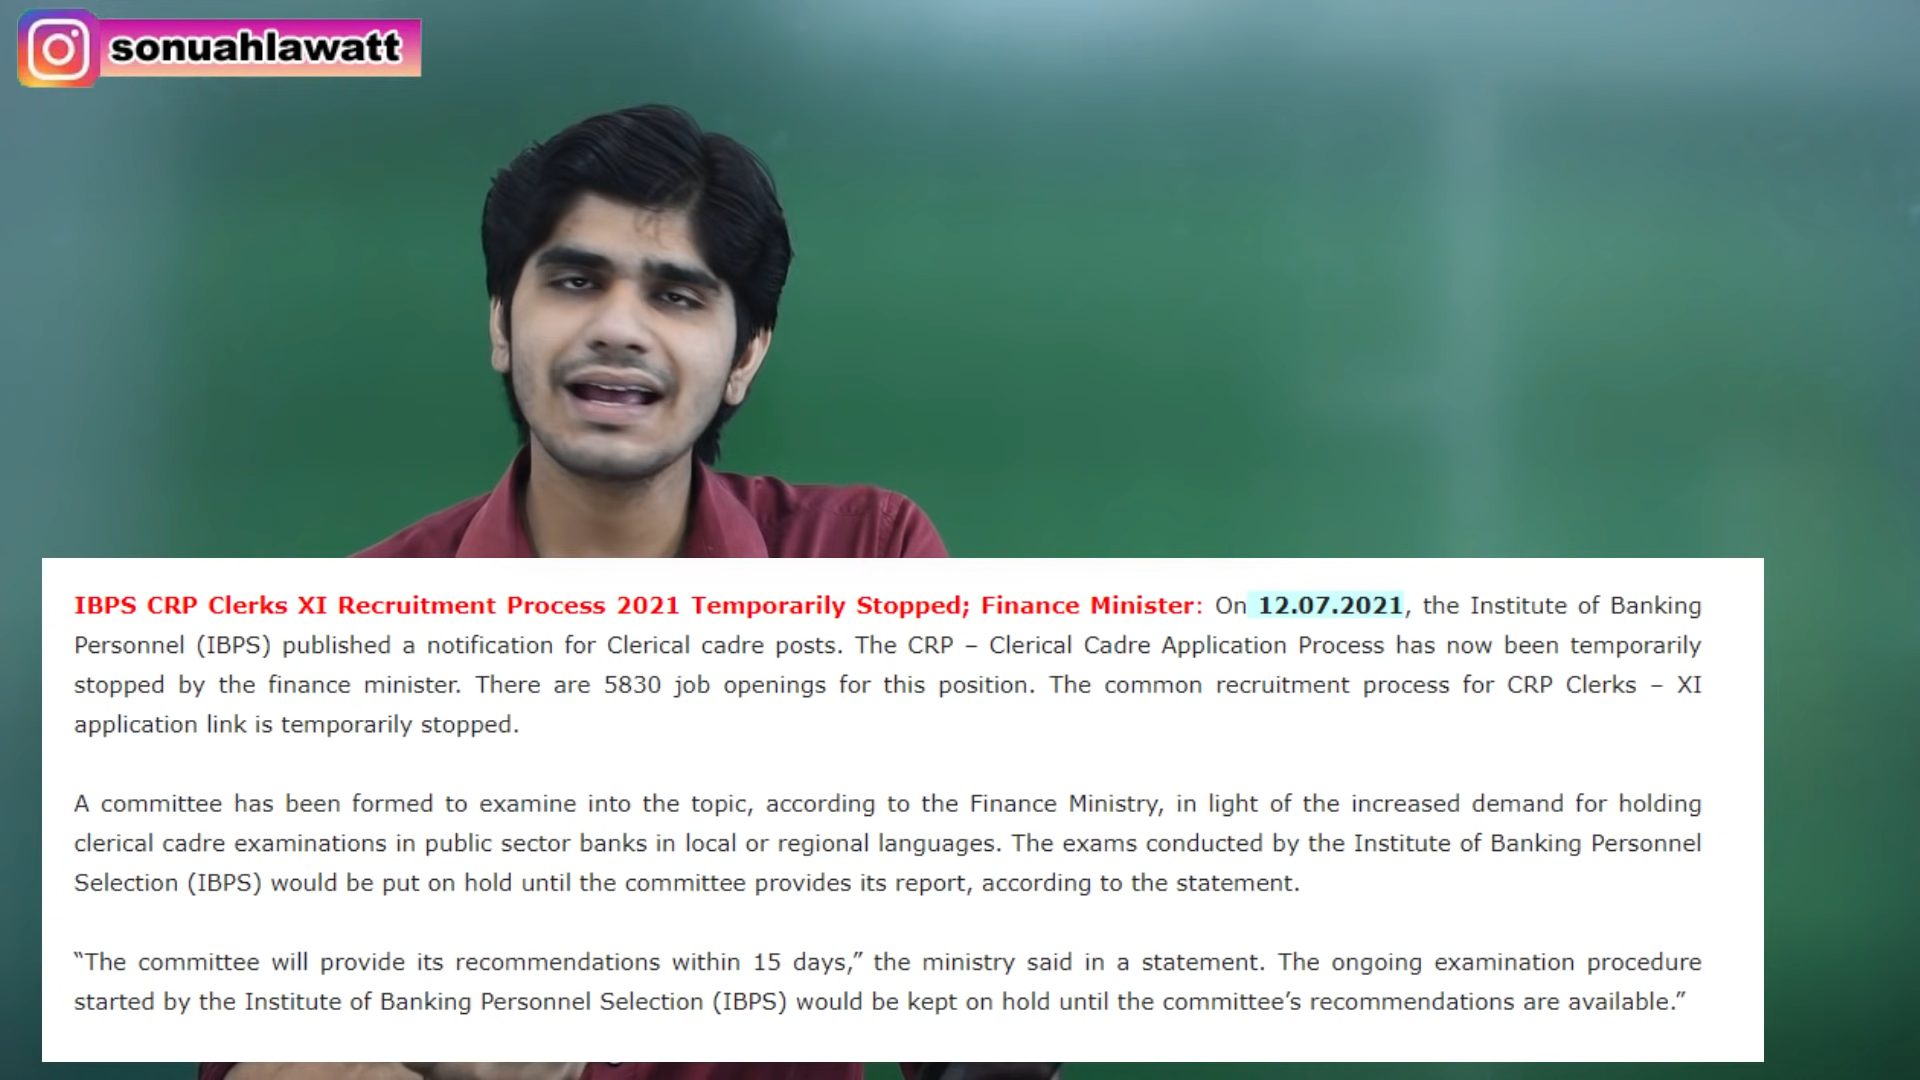 sonuahlawatt
IBPS CRP Clerks XI Recruitment Process 2021 Temporarily Stopped; Finance Minister: On 12.07.2021, the Institute of Banking
Personnel (IBPS) published a notification for Clerical cadre posts. The CRP – Clerical Cadre Application Process has now been temporarily
stopped by the finance minister. There are 5830 job openings for this position. The common recruitment process for CRP Clerks – XI
application link is temporarily stopped.
A committee has been formed to examine into the topic, according to the Finance Ministry, in light of the increased demand for holding
clerical cadre examinations in public sector banks in local or regional languages. The exams conducted by the Institute of Banking Personnel
Selection (IBPS) would be put on hold until the committee provides its report, according to the statement.
“The committee will provide its recommendations within 15 days,” the ministry said in a statement. The ongoing examination procedure
started by the Institute of Banking Personnel Selection (IBPS) would be kept on hold until the committee’s recommendations are available.”